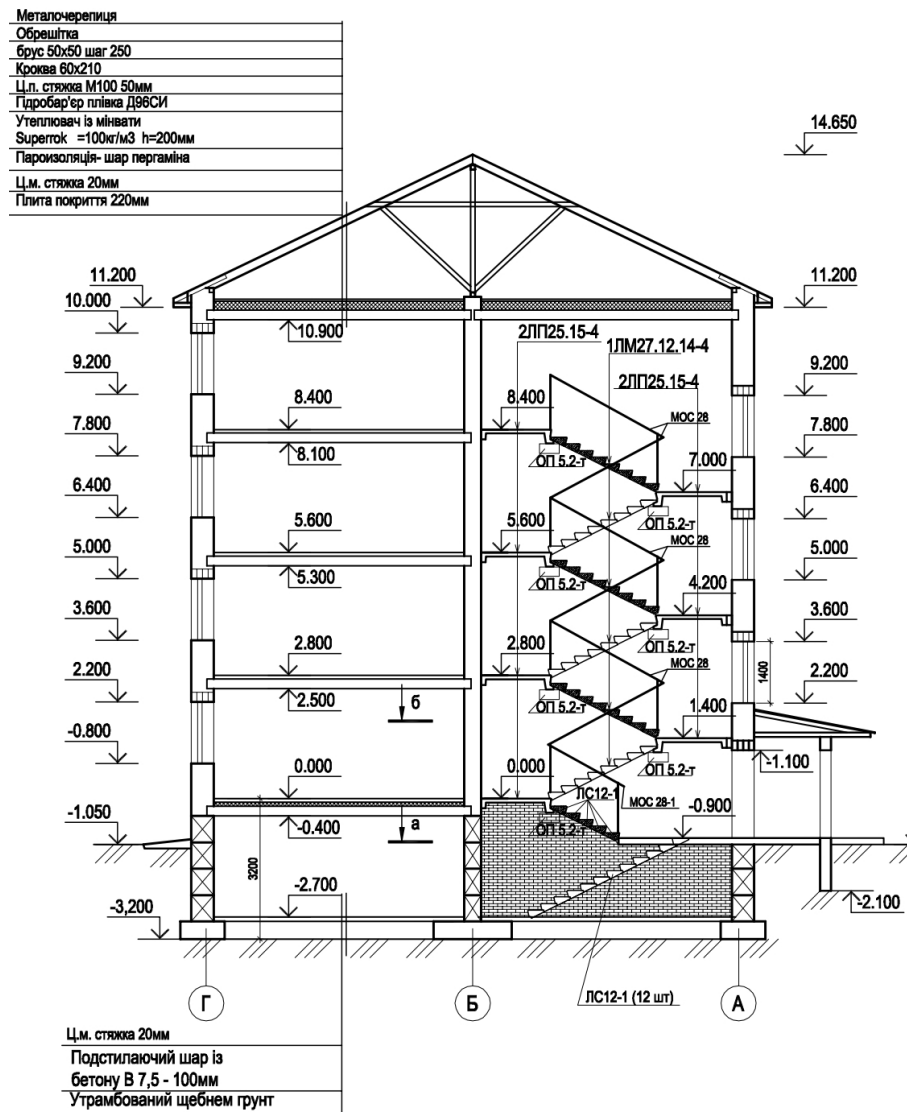 Металочерепиця
Обрешітка
брус 50х50 шаг 250
Кроква 60х210
Ц.п. стяжка М100 50мм
Гідробар'єр плівка Д96СИ
Утеплювач із мінвати
Superrok =100кг/м3 h=200мм
Пароизоляція- шар пергаміна
Ц.м. стяжка 20мм
Плита покриття 220мм
14.650
11.200
11.200
10.000
10.900
2ЛП25.15-4
1ЛМ27.12.14-4
2ЛП25.15-4
9.200
9.200
8.400
8.400
МОС 28
7.800
7.800
8.100
ОП 5.2-т
7.000
6.400
6.400
ОП 5.2-т
5.600
5.600
МОС 28
5.000
5.000
5.300
ОП 5.2-т
4.200
3.600
3.600
ОП 5.2-т
2.800
2.800
МОС 28
1400
2.200
2.200
2.500
б
ОП 5.2-т
1.400
-0.800
-1.100
ОП 5.2-т
0.000
0.000
ЛС12-1
МОС 28-1
-0.900
-1.050
-0.400
а
ОП 5.2-т
3200
-2.700
-3,200
-2.100
Г
Б
А
ЛС12-1 (12 шт)
Ц.м. стяжка 20мм
Подстилаючий шар із
бетону В 7,5 - 100мм
Утрамбований щебнем грунт